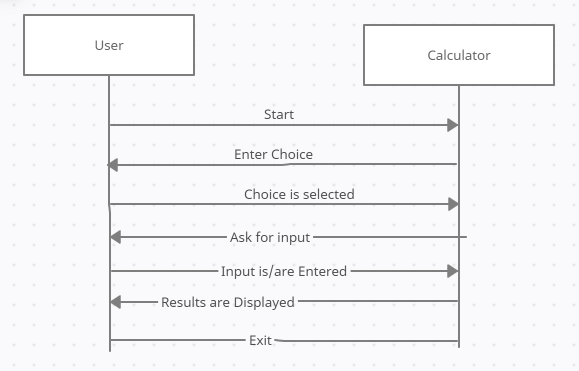 User
Calculator
Start
Enter Choice
Choice is selected
Ask for input
Input is/are Entered
Results are Displayed
Exit